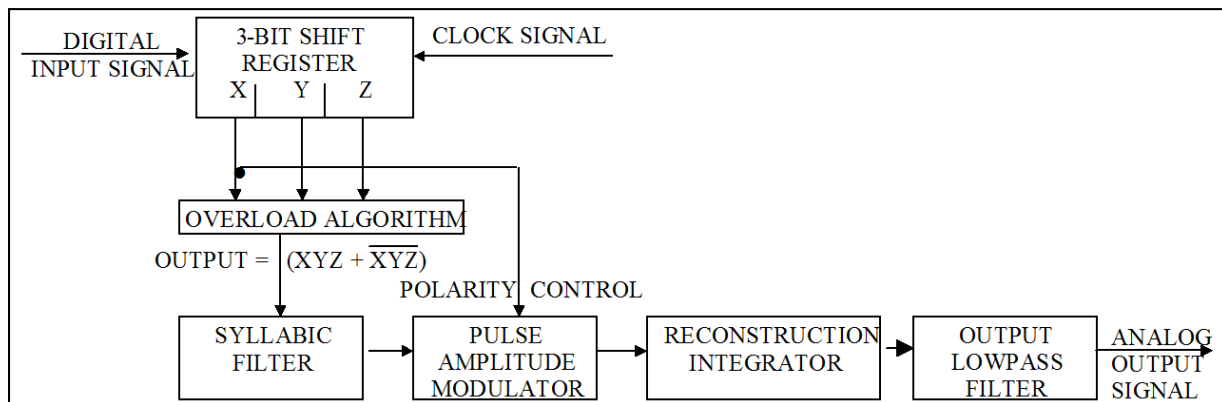 DIGITAL
INPUT SIGNAL
3-BIT SHIFT
REGISTER
X Y Z
CLOCK SIGNAL
OVERLOAD ALGORITHM
OUTPUT = (XYZ + X̅Y̅Z̅)
POLARITY CONTROL
SYLLABIC
FILTER
PULSE
AMPLITUDE
MODULATOR
RECONSTRUCTION
INTEGRATOR
OUTPUT
LOWPASS
FILTER
ANALOG
OUTPUT
SIGNAL